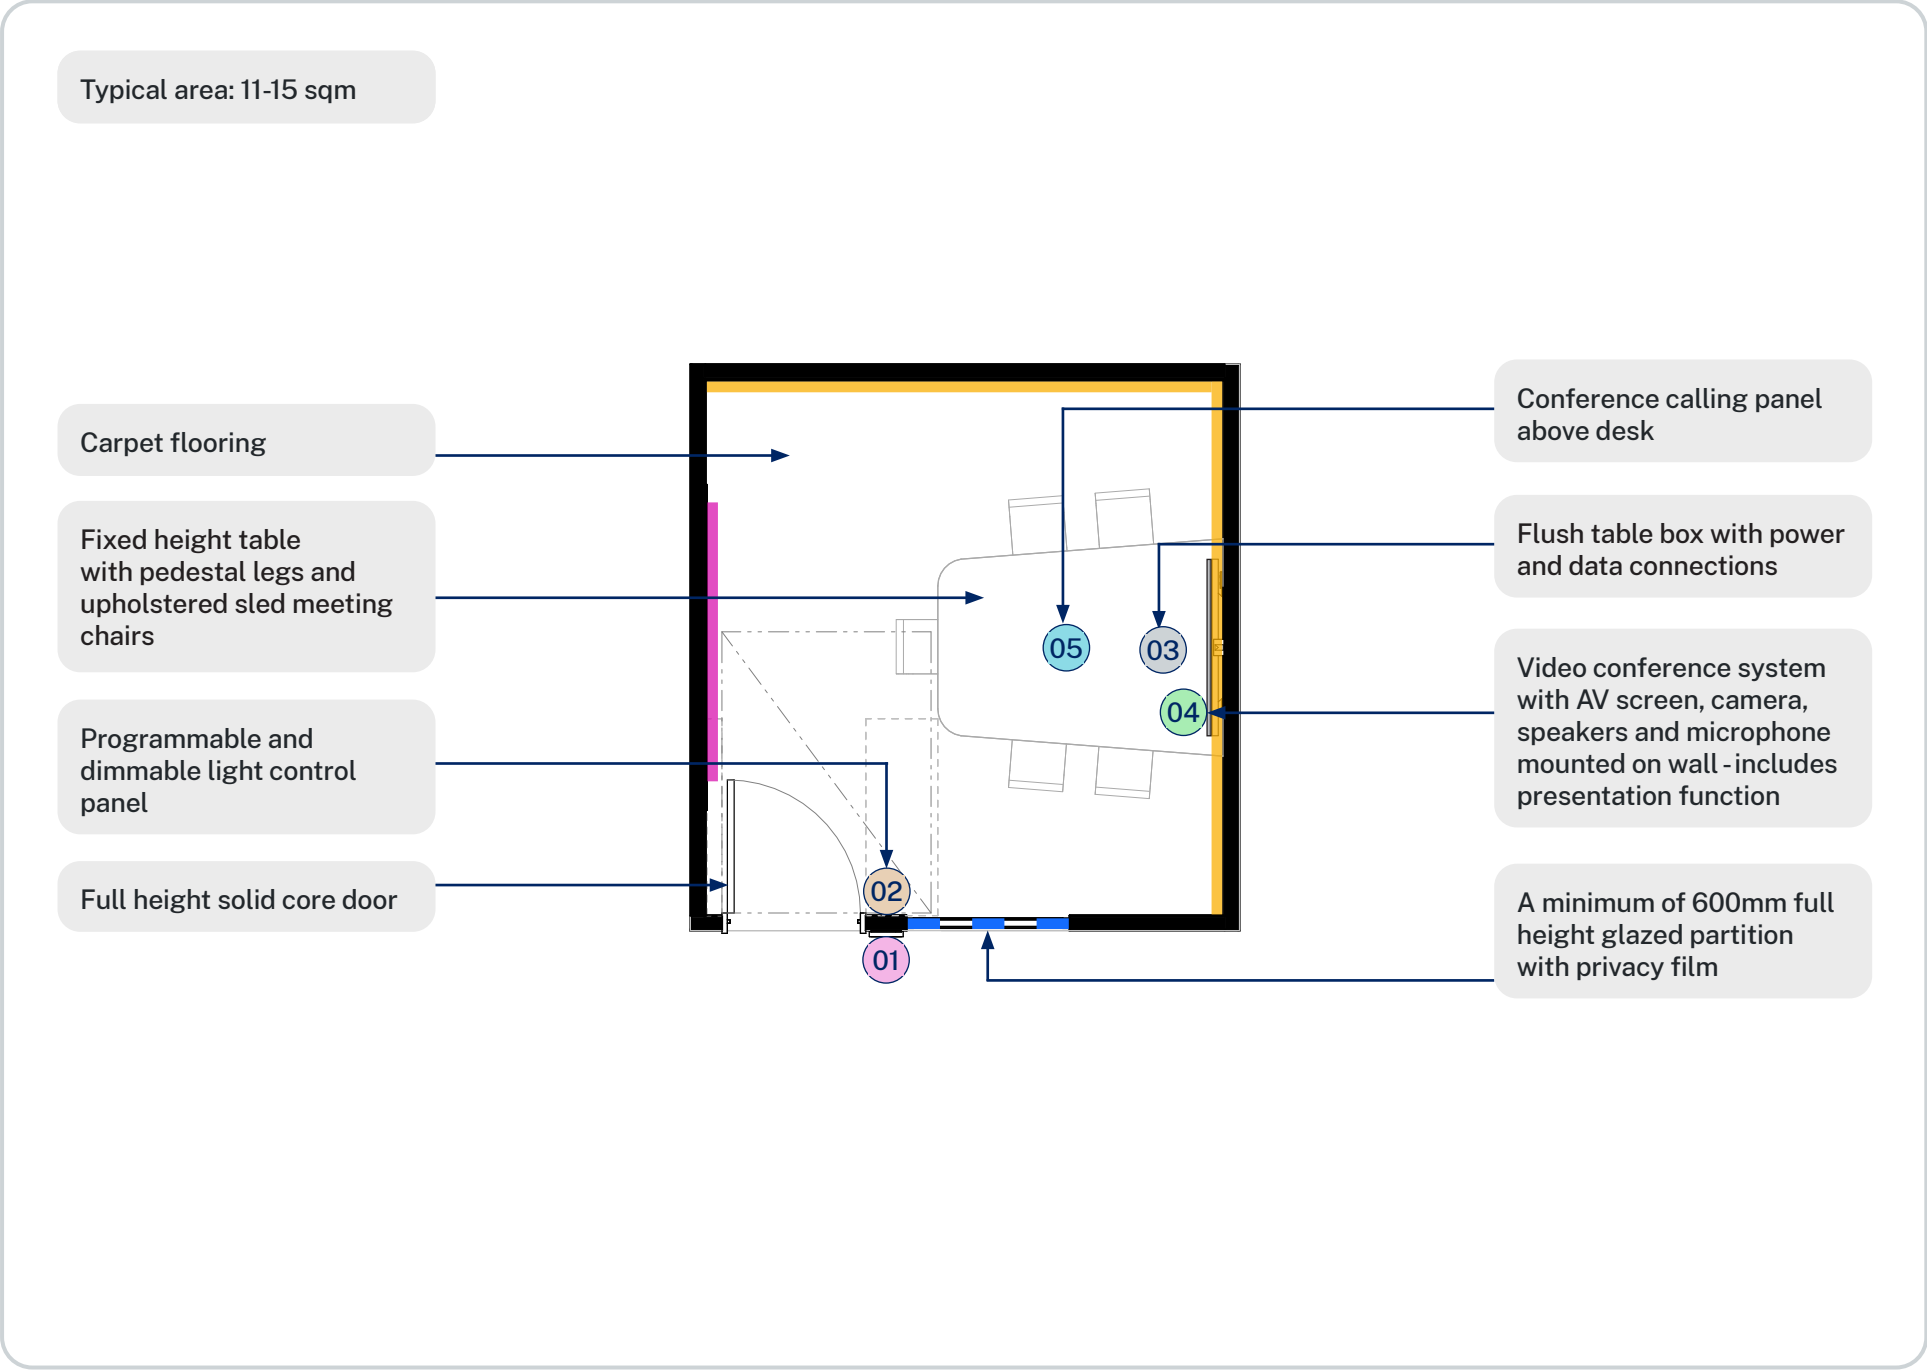 Typical area: 11-15 sqm
Carpet flooring
Fixed height table
with pedestal legs and
upholstered sled meeting
chairs
Programmable and
dimmable light control
panel
Full height solid core door
05
03
04
02
01
Conference calling panel
above desk
Flush table box with power
and data connections
Video conference system
with AV screen, camera,
speakers and microphone
mounted on wall - includes
presentation function
A minimum of 600mm full
height glazed partition
with privacy film